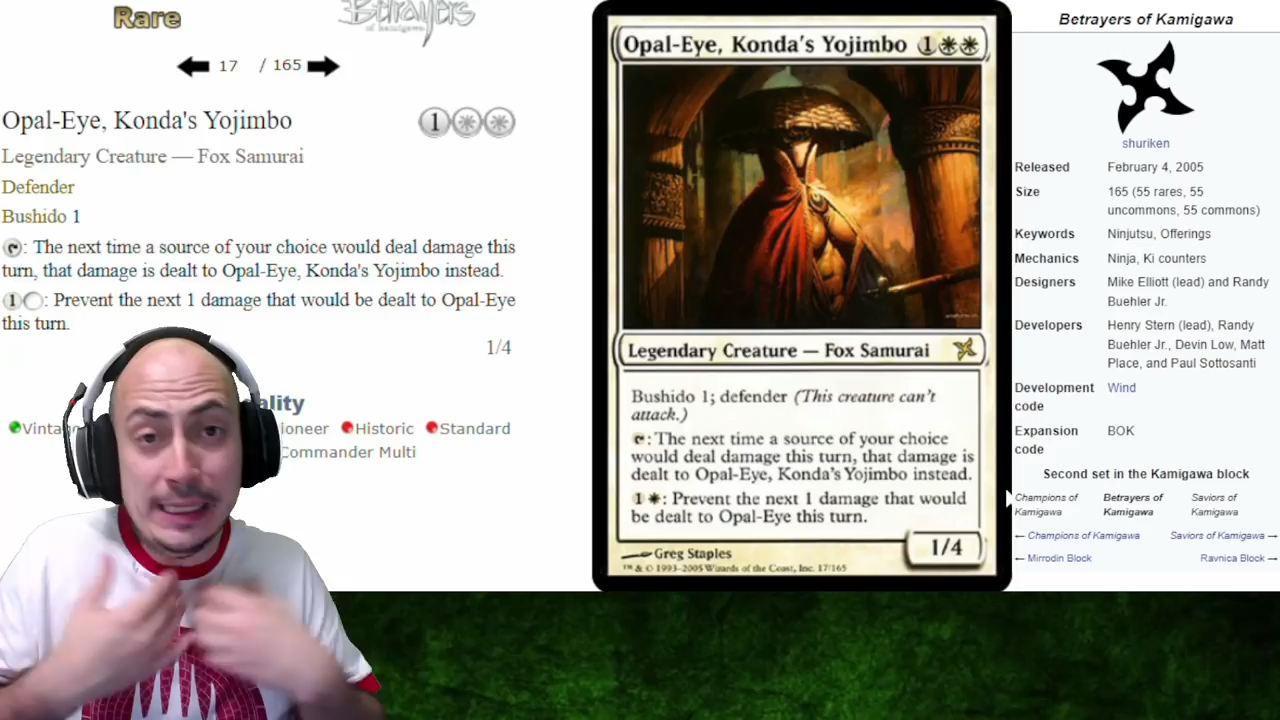 Rare
Betrayers
of Kamigawa
17 / 165
Opal-Eye, Konda's Yojimbo
1
Legendary Creature — Fox Samurai
Defender
Bushido 1
: The next time a source of your choice would deal damage this
turn, that damage is dealt to Opal-Eye, Konda's Yojimbo instead.
1 : Prevent the next 1 damage that would be dealt to Opal-Eye
this turn.
1/4
ality
Vintag
ioneer
Historic
Standard
Commander Multi
Opal-Eye, Konda's Yojimbo 1
Legendary Creature — Fox Samurai
Bushido 1; defender (This creature can't
attack.)
: The next time a source of your choice
would deal damage this turn, that damage is
dealt to Opal-Eye, Konda's Yojimbo instead.
1 : Prevent the next 1 damage that would
be dealt to Opal-Eye this turn.
1/4
Greg Staples
™ & © 1993–2005 Wizards of the Coast, Inc. 17/165
Betrayers of Kamigawa
shuriken
Released February 4, 2005
Size 165 (55 rares, 55
uncommons, 55 commons)
Keywords Ninjutsu, Offerings
Mechanics Ninja, Ki counters
Designers Mike Elliott (lead) and Randy
Buehler Jr.
Developers Henry Stern (lead), Randy
Buehler Jr., Devin Low, Matt
Place, and Paul Sottosanti
Development Wind
code
Expansion BOK
code
Second set in the Kamigawa block
Champions of Betrayers of Saviors of
Kamigawa Kamigawa Kamigawa
← Champions of Kamigawa Saviors of Kamigawa →
← Mirrodin Block Ravnica Block →